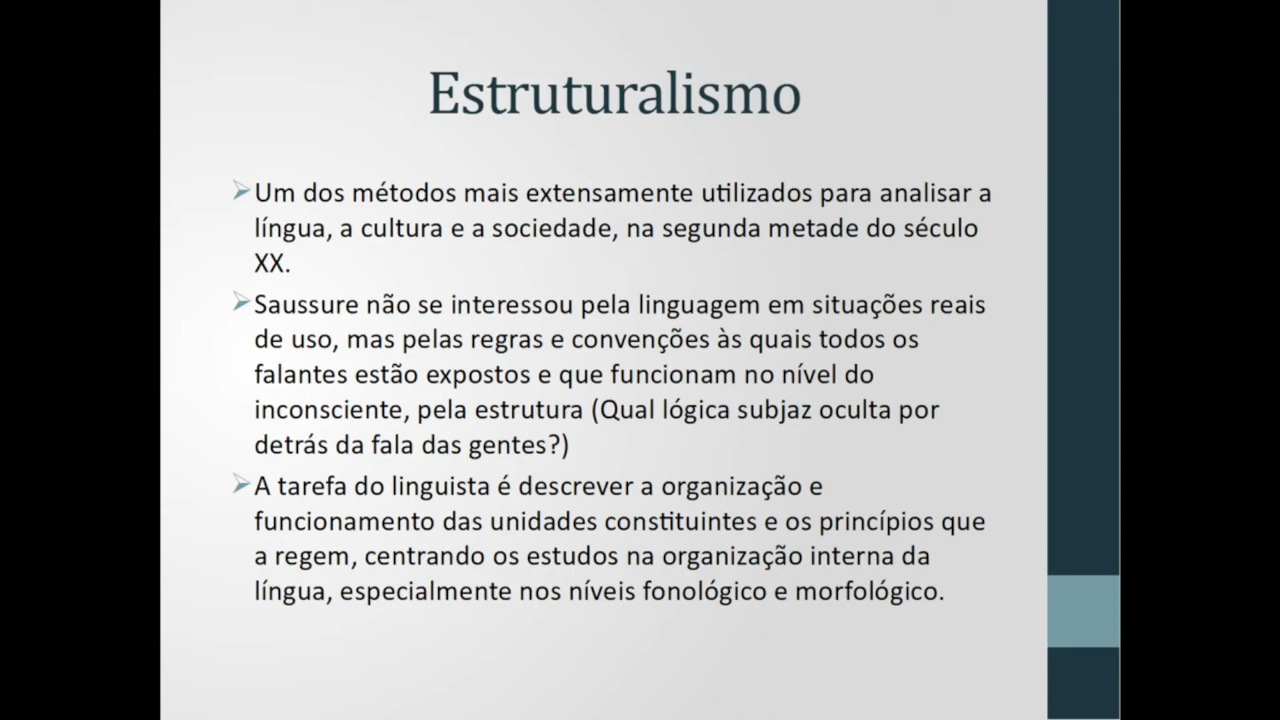 Estruturalismo
Um dos métodos mais extensamente utilizados para analisar a
língua, a cultura e a sociedade, na segunda metade do século
XX.
Saussure não se interessou pela linguagem em situações reais
de uso, mas pelas regras e convenções às quais todos os
falantes estão expostos e que funcionam no nível do
inconsciente, pela estrutura (Qual lógica subjaz oculta por
detrás da fala das gentes?)
A tarefa do linguista é descrever a organização e
funcionamento das unidades constituintes e os princípios que
a regem, centrando os estudos na organização interna da
língua, especialmente nos níveis fonológico e morfológico.